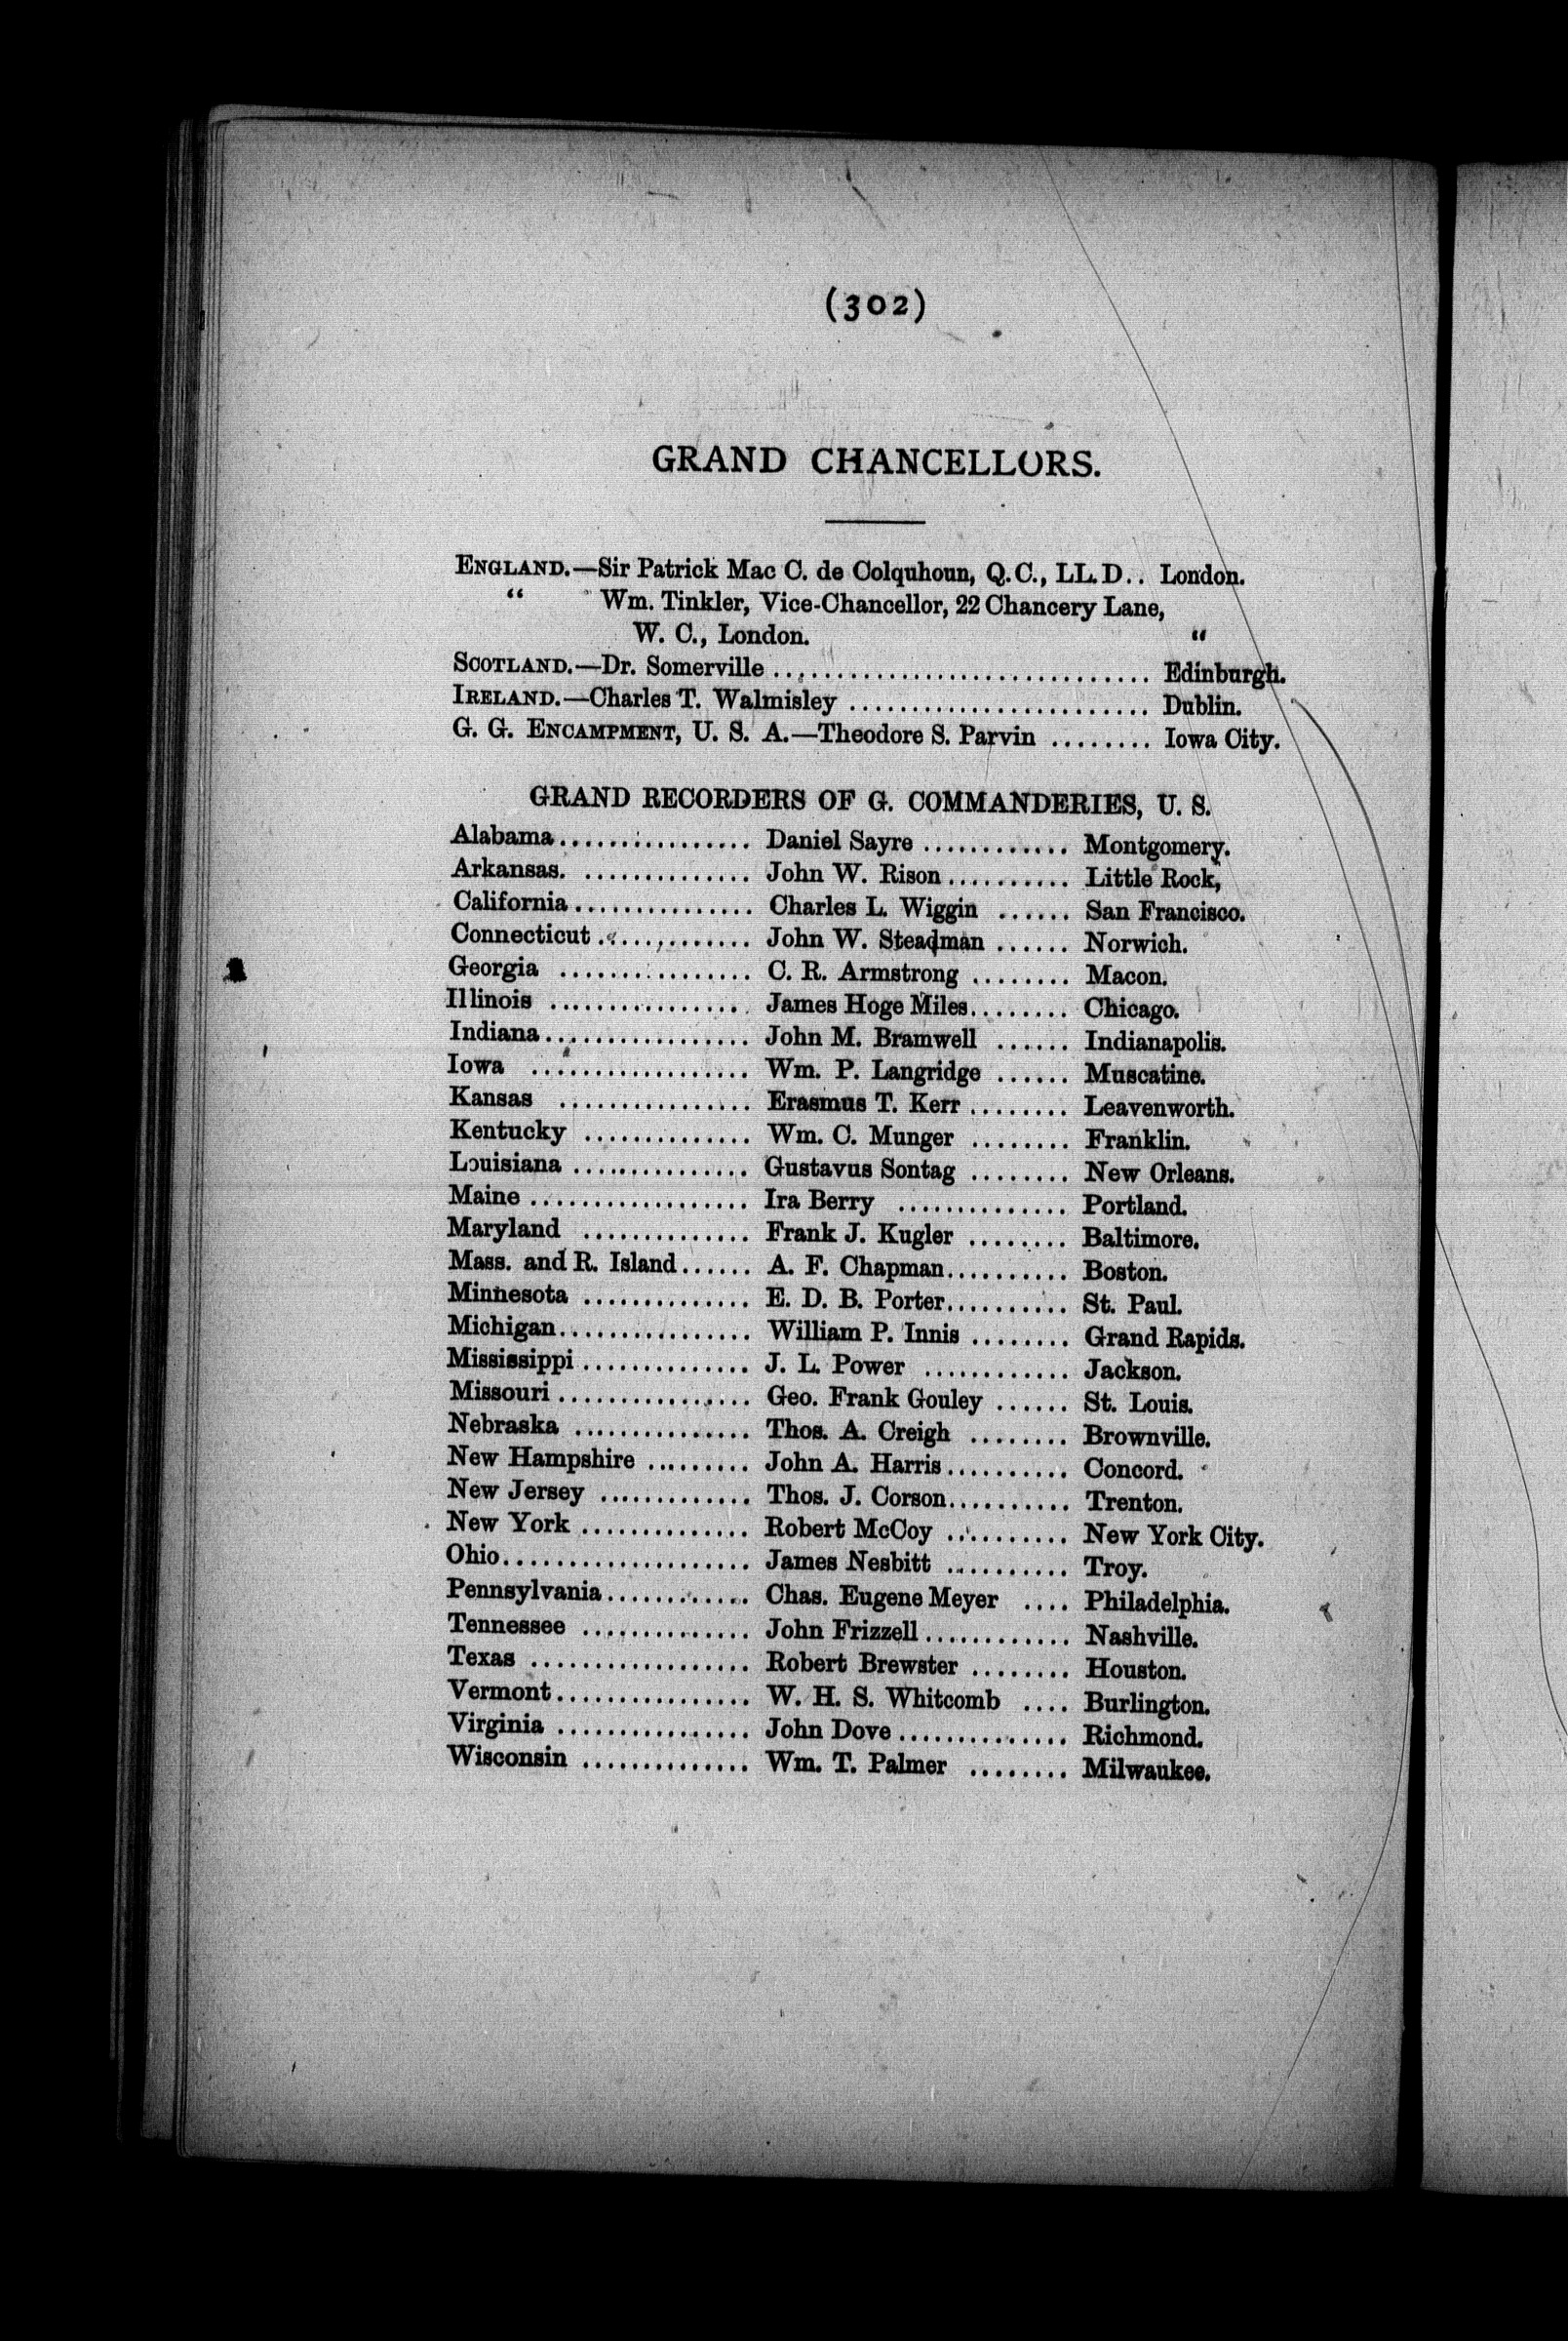 (302)
GRAND CHANCELLORS.
ENGLAND.—Sir Patrick Mac C. de Colquhoun, Q.C., LL.D.. London.
“ Wm. Tinkler, Vice-Chancellor, 22 Chancery Lane,
W. C., London. “
SCOTLAND.—Dr. Somerville .............................. Edinburgh.
IRELAND.—Charles T. Walmisley ........................ Dublin.
G. G. ENCAMPMENT, U. S. A.—Theodore S. Parvin ........ Iowa City.
GRAND RECORDERS OF G. COMMANDERIES, U. S.
Alabama................ Daniel Sayre ............ Montgomery.
Arkansas. .............. John W. Rison.......... Little Rock,
California............... Charles L. Wiggin ...... San Francisco.
Connecticut ............. John W. Steadman ...... Norwich.
Georgia ................ C. R. Armstrong ........ Macon.
Illinois ................ James Hoge Miles........ Chicago.
Indiana................. John M. Bramwell ...... Indianapolis.
Iowa .................. Wm. P. Langridge ...... Muscatine.
Kansas ................ Erasmus T. Kerr ........ Leavenworth.
Kentucky .............. Wm. C. Munger ........ Franklin.
Louisiana ............... Gustavus Sontag ........ New Orleans.
Maine .................. Ira Berry .............. Portland.
Maryland .............. Frank J. Kugler ........ Baltimore.
Mass. and R. Island...... A. F. Chapman.......... Boston.
Minnesota .............. E. D. B. Porter.......... St. Paul.
Michigan................ William P. Innis ........ Grand Rapids.
Mississippi .............. J. L. Power ............ Jackson.
Missouri ................ Geo. Frank Gouley ...... St. Louis.
Nebraska ............... Thos. A. Creigh ........ Brownville.
New Hampshire ......... John A. Harris.......... Concord.
New Jersey ............. Thos. J. Corson.......... Trenton.
New York .............. Robert McCoy .......... New York City.
Ohio.................... James Nesbitt .......... Troy.
Pennsylvania............ Chas. Eugene Meyer .... Philadelphia.
Tennessee .............. John Frizzell............ Nashville.
Texas .................. Robert Brewster ........ Houston.
Vermont................ W. H. S. Whitcomb .... Burlington.
Virginia ................ John Dove .............. Richmond.
Wisconsin .............. Wm. T. Palmer ........ Milwaukee.